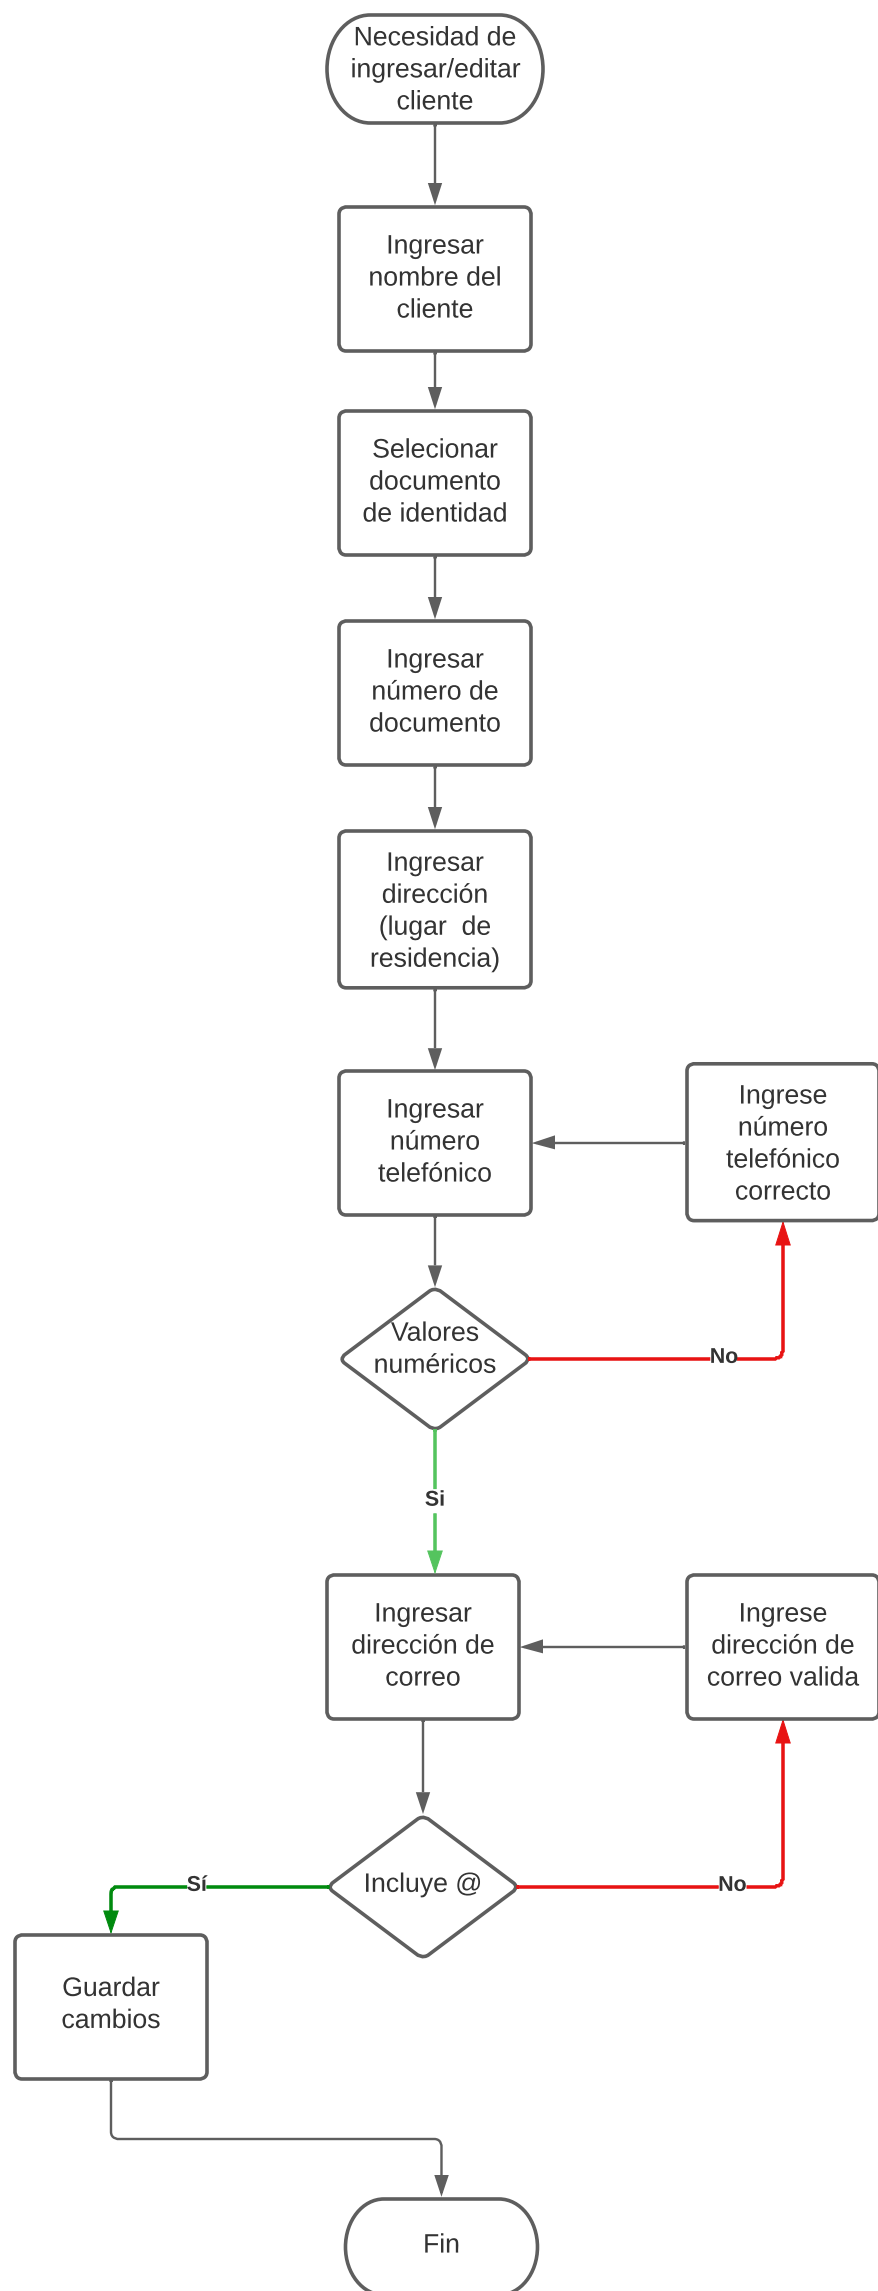 Necesidad de
ingresar/editar
cliente
Ingresar
nombre del
cliente
Selecionar
documento
de identidad
Ingresar
número de
documento
Ingresar
dirección
(lugar  de
residencia)
Ingresar
número
telefónico
Ingrese
número
telefónico
correcto
Valores
numéricos
No
Si
Ingresar
dirección de
correo
Ingrese
dirección de
correo valida
Incluye @
Sí
No
Guardar
cambios
Fin